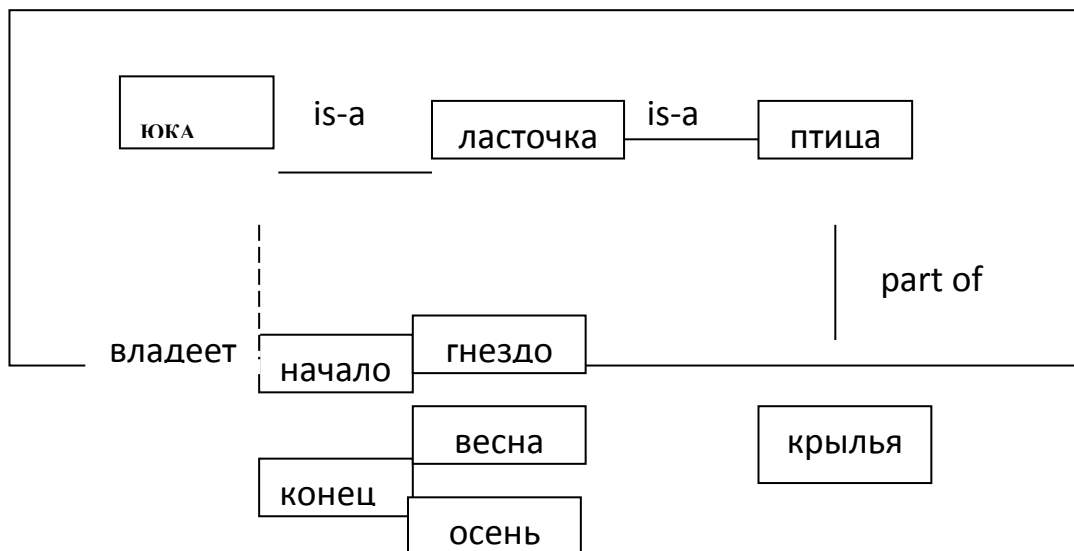 ЮКА
is-a
ласточка
is-a
птица
part of
владеет
начало
гнездо
весна
крылья
конец
осень